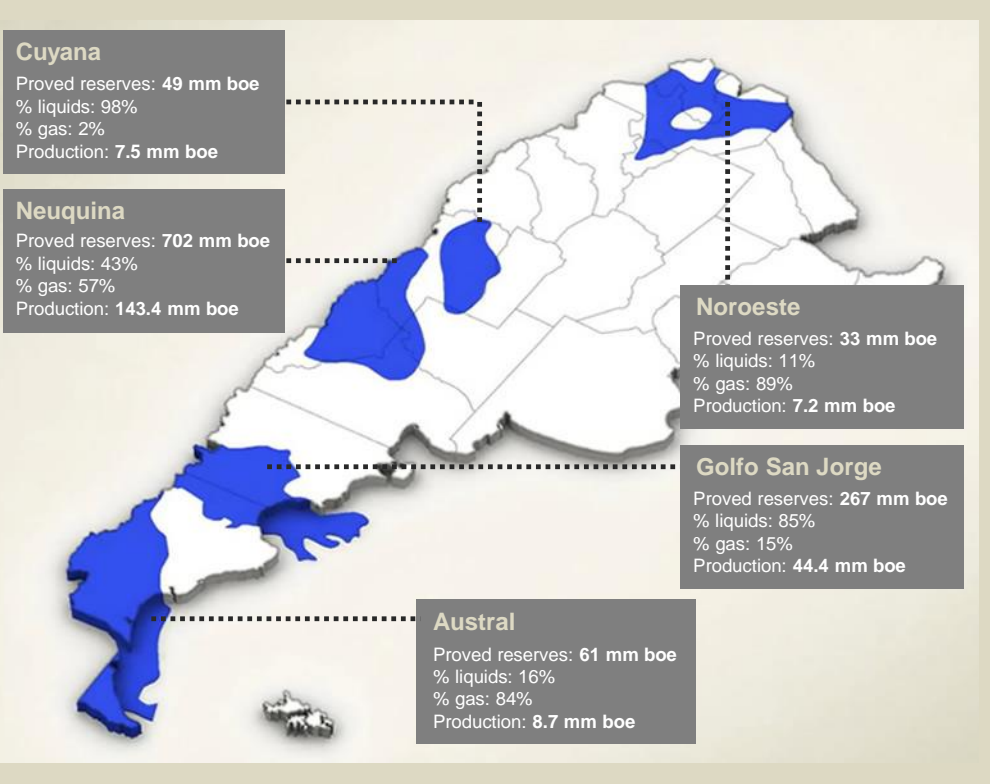 Cuyana
Proved reserves: 49 mm boe
% liquids: 98%
% gas: 2%
Production: 7.5 mm boe
Neuquina
Proved reserves: 702 mm boe
% liquids: 43%
% gas: 57%
Production: 143.4 mm boe
Noroeste
Proved reserves: 33 mm boe
% liquids: 11%
% gas: 89%
Production: 7.2 mm boe
Golfo San Jorge
Proved reserves: 267 mm boe
% liquids: 85%
% gas: 15%
Production: 44.4 mm boe
Austral
Proved reserves: 61 mm boe
% liquids: 16%
% gas: 84%
Production: 8.7 mm boe